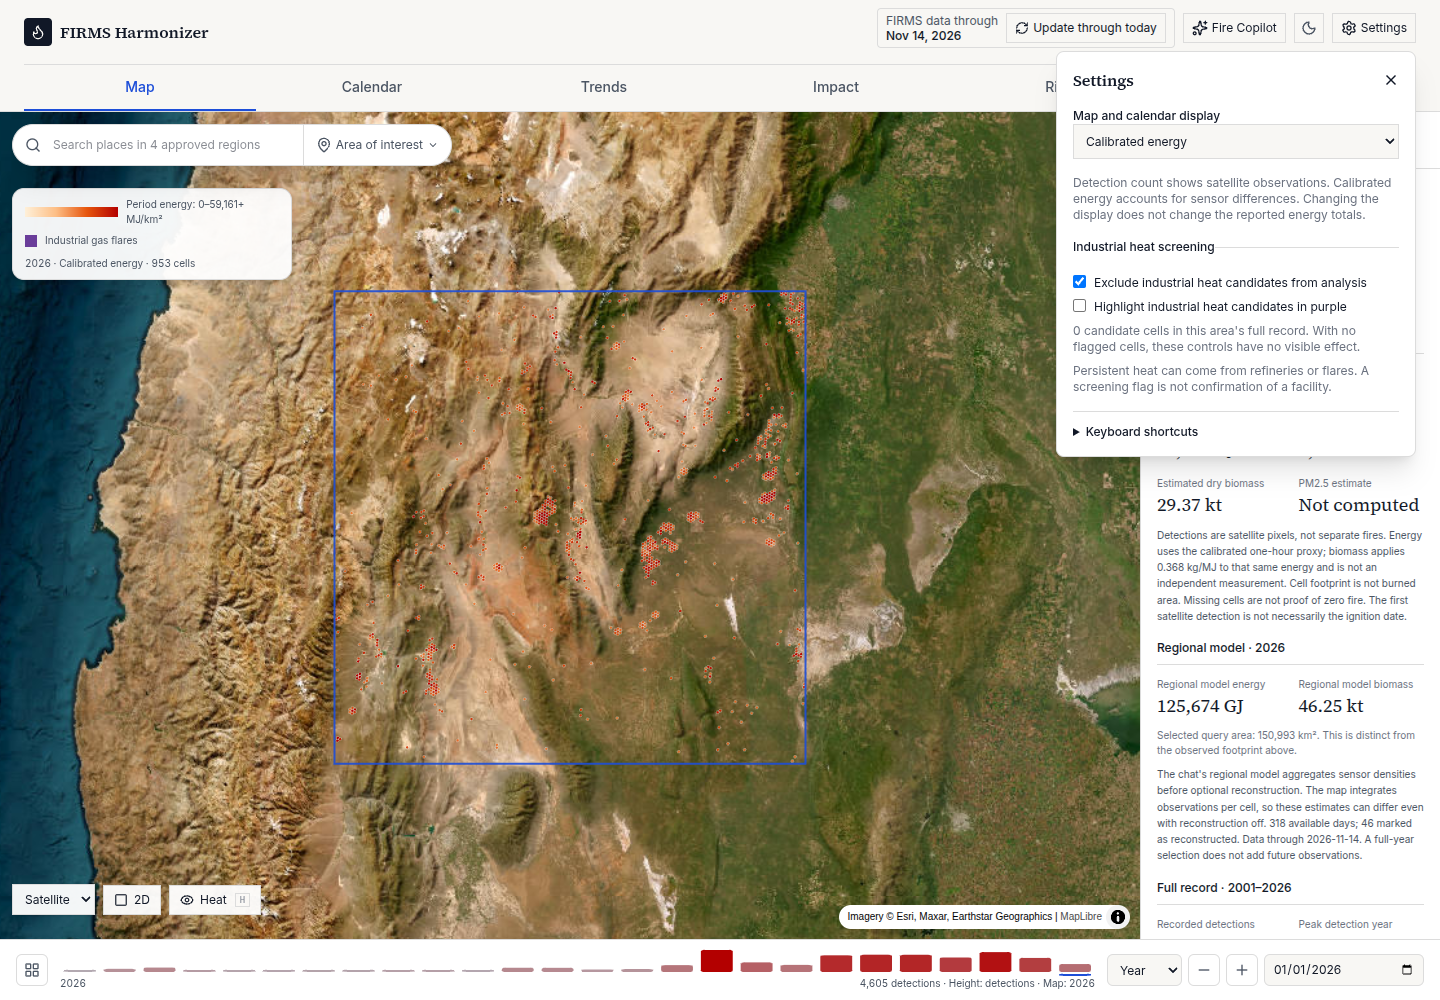 FIRMS Harmonizer
FIRMS data through
Nov 14, 2026
Update through today
Fire Copilot
Settings
Map
Calendar
Trends
Impact
Settings
Map and calendar display
Calibrated energy
Detection count shows satellite observations. Calibrated
energy accounts for sensor differences. Changing the
display does not change the reported energy totals.
Industrial heat screening
Exclude industrial heat candidates from analysis
Highlight industrial heat candidates in purple
0 candidate cells in this area's full record. With no
flagged cells, these controls have no visible effect.
Persistent heat can come from refineries or flares. A
screening flag is not confirmation of a facility.
Keyboard shortcuts
Search places in 4 approved regions
Area of interest
Period energy: 0–59,161+
MJ/km²
Industrial gas flares
2026 · Calibrated energy · 953 cells
Estimated dry biomass
PM2.5 estimate
29.37 kt
Not computed
Detections are satellite pixels, not separate fires. Energy
uses the calibrated one-hour proxy; biomass applies
0.368 kg/MJ to that same energy and is not an
independent measurement. Cell footprint is not burned
area. Missing cells are not proof of zero fire. The first
satellite detection is not necessarily the ignition date.
Regional model · 2026
Regional model energy
Regional model biomass
125,674 GJ
46.25 kt
Selected query area: 150,993 km². This is distinct from
the observed footprint above.
The chat's regional model aggregates sensor densities
before optional reconstruction. The map integrates
observations per cell, so these estimates can differ even
with reconstruction off. 318 available days; 46 marked
as reconstructed. Data through 2026-11-14. A full-year
selection does not add future observations.
Full record · 2001–2026
Recorded detections
Peak detection year
Satellite
2D
Heat
H
Imagery © Esri, Maxar, Earthstar Geographics | MapLibre
2026
4,605 detections · Height: detections · Map: 2026
Year
01/01/2026